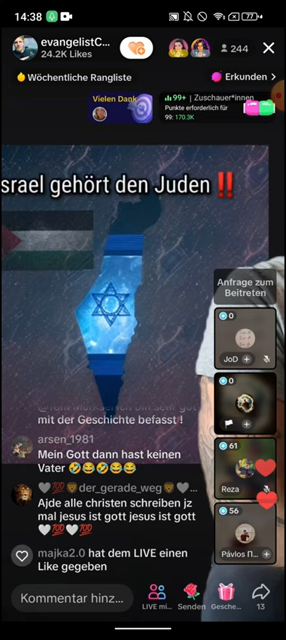 14:38
77
evangelistC...
24.2K Likes
244
Wöchentliche Rangliste
Erkunden >
Vielen Dank
99+ | Zuschauer*innen
Punkte erforderlich für
99: 170.3K
srael gehört den Juden ‼️
Anfrage zum
Beitreten
0
JoD +
0
+
61
Reza +
56
Pávlos Π... +
mit der Geschichte befasst !
arsen_1981
Mein Gott dann hast keinen
Vater 🤣😂🤣😂🤣
🤍💯🦁der_gerade_weg🦁🤍...
Ajde alle christen schreiben jz
mal jesus ist gott jesus ist gott
🤍💯🤍💯
majka2.0 hat dem LIVE einen
Like gegeben
Kommentar hinz...
LIVE mi...
Senden
Gesche...
13